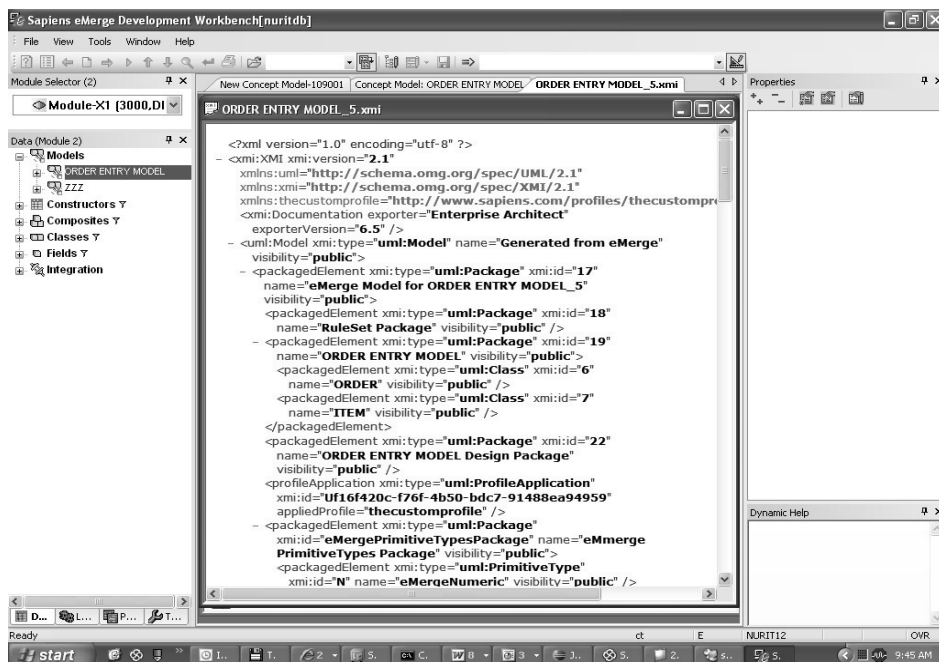 Sapiens eMerge Development Workbench[nuritdb]
File View Tools Window Help
Module Selector (2)
Module-X1 (3000,DI
Data (Module 2)
Models
ORDER ENTRY MODEL
ZZZ
Constructors
Composites
Classes
Fields
Integration
D... L... P... T...
New Concept Model-109001 Concept Model: ORDER ENTRY MODEL ORDER ENTRY MODEL_5.xmi
ORDER ENTRY MODEL_5.xmi
<?xml version="1.0" encoding="utf-8" ?>
- <xmi:XMI xmi:version="2.1"
xmlns:uml="http://schema.omg.org/spec/UML/2.1"
xmlns:xmi="http://schema.omg.org/spec/XMI/2.1"
xmlns:thecustomprofile="http://www.sapiens.com/profiles/thecustompr
<xmi:Documentation exporter="Enterprise Architect"
exporterVersion="6.5" />
- <uml:Model xmi:type="uml:Model" name="Generated from eMerge"
visibility="public">
- <packagedElement xmi:type="uml:Package" xmi:id="17"
name="eMerge Model for ORDER ENTRY MODEL_5"
visibility="public">
<packagedElement xmi:type="uml:Package" xmi:id="18"
name="RuleSet Package" visibility="public" />
- <packagedElement xmi:type="uml:Package" xmi:id="19"
name="ORDER ENTRY MODEL" visibility="public">
<packagedElement xmi:type="uml:Class" xmi:id="6"
name="ORDER" visibility="public" />
<packagedElement xmi:type="uml:Class" xmi:id="7"
name="ITEM" visibility="public" />
</packagedElement>
<packagedElement xmi:type="uml:Package" xmi:id="22"
name="ORDER ENTRY MODEL Design Package"
visibility="public" />
<profileApplication xmi:type="uml:ProfileApplication"
xmi:id="Uf16f420c-f76f-4b50-bdc7-91488ea94959"
appliedProfile="thecustomprofile" />
- <packagedElement xmi:type="uml:Package"
xmi:id="eMergePrimitiveTypesPackage" name="eMmerge
PrimitiveTypes Package" visibility="public">
<packagedElement xmi:type="uml:PrimitiveType"
xmi:id="N" name="eMergeNumeric" visibility="public" />
Properties
Dynamic Help
Ready ct E NURIT12 OVR
start I.. T. 2 S. C. 8 3 J.. S. 2. s.. S. 9:45 AM